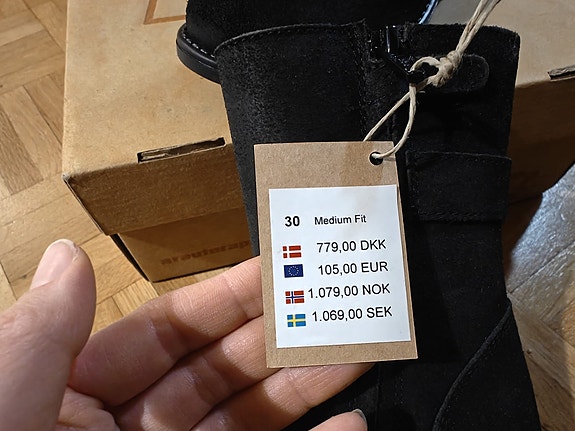 30 Medium Fit
779,00 DKK
105,00 EUR
1.079,00 NOK
1.069,00 SEK